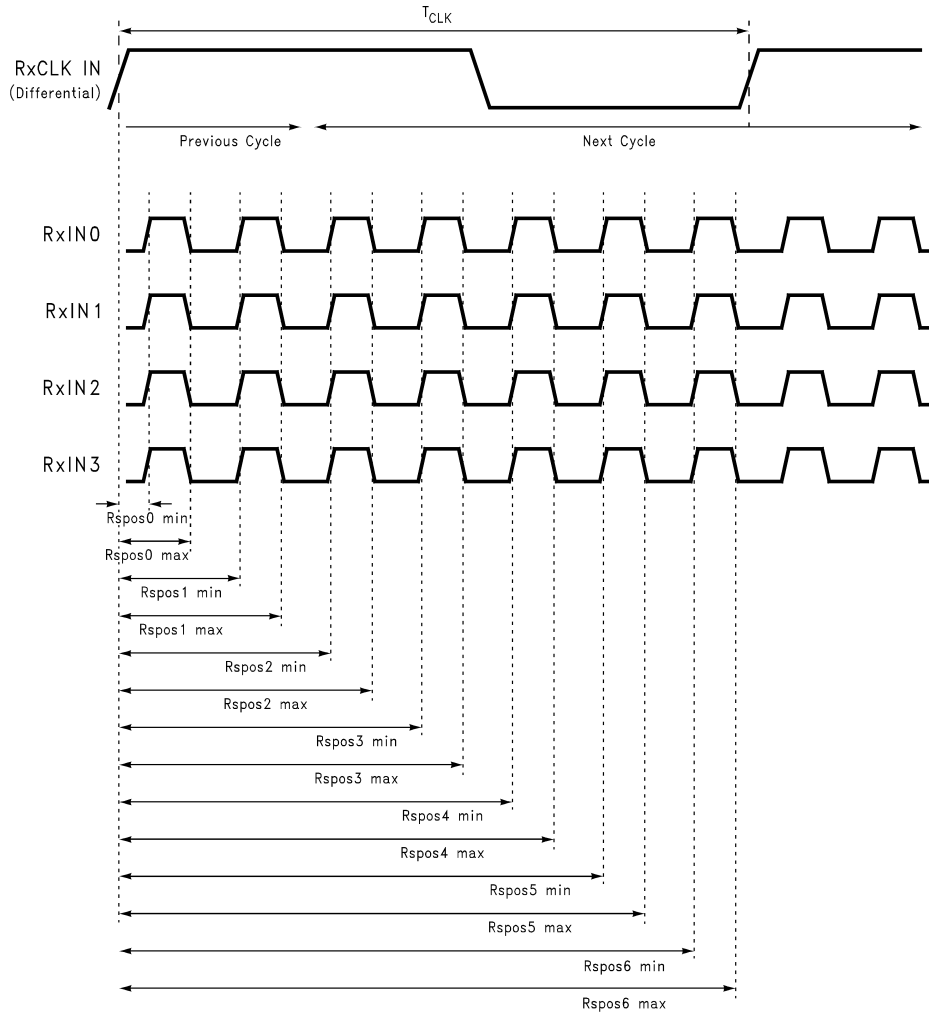 T_CLK
RxCLK IN
(Differential)
Previous Cycle
Next Cycle
RxIN0
RxIN1
RxIN2
RxIN3
Rspos0 min
Rspos0 max
Rspos1 min
Rspos1 max
Rspos2 min
Rspos2 max
Rspos3 min
Rspos3 max
Rspos4 min
Rspos4 max
Rspos5 min
Rspos5 max
Rspos6 min
Rspos6 max